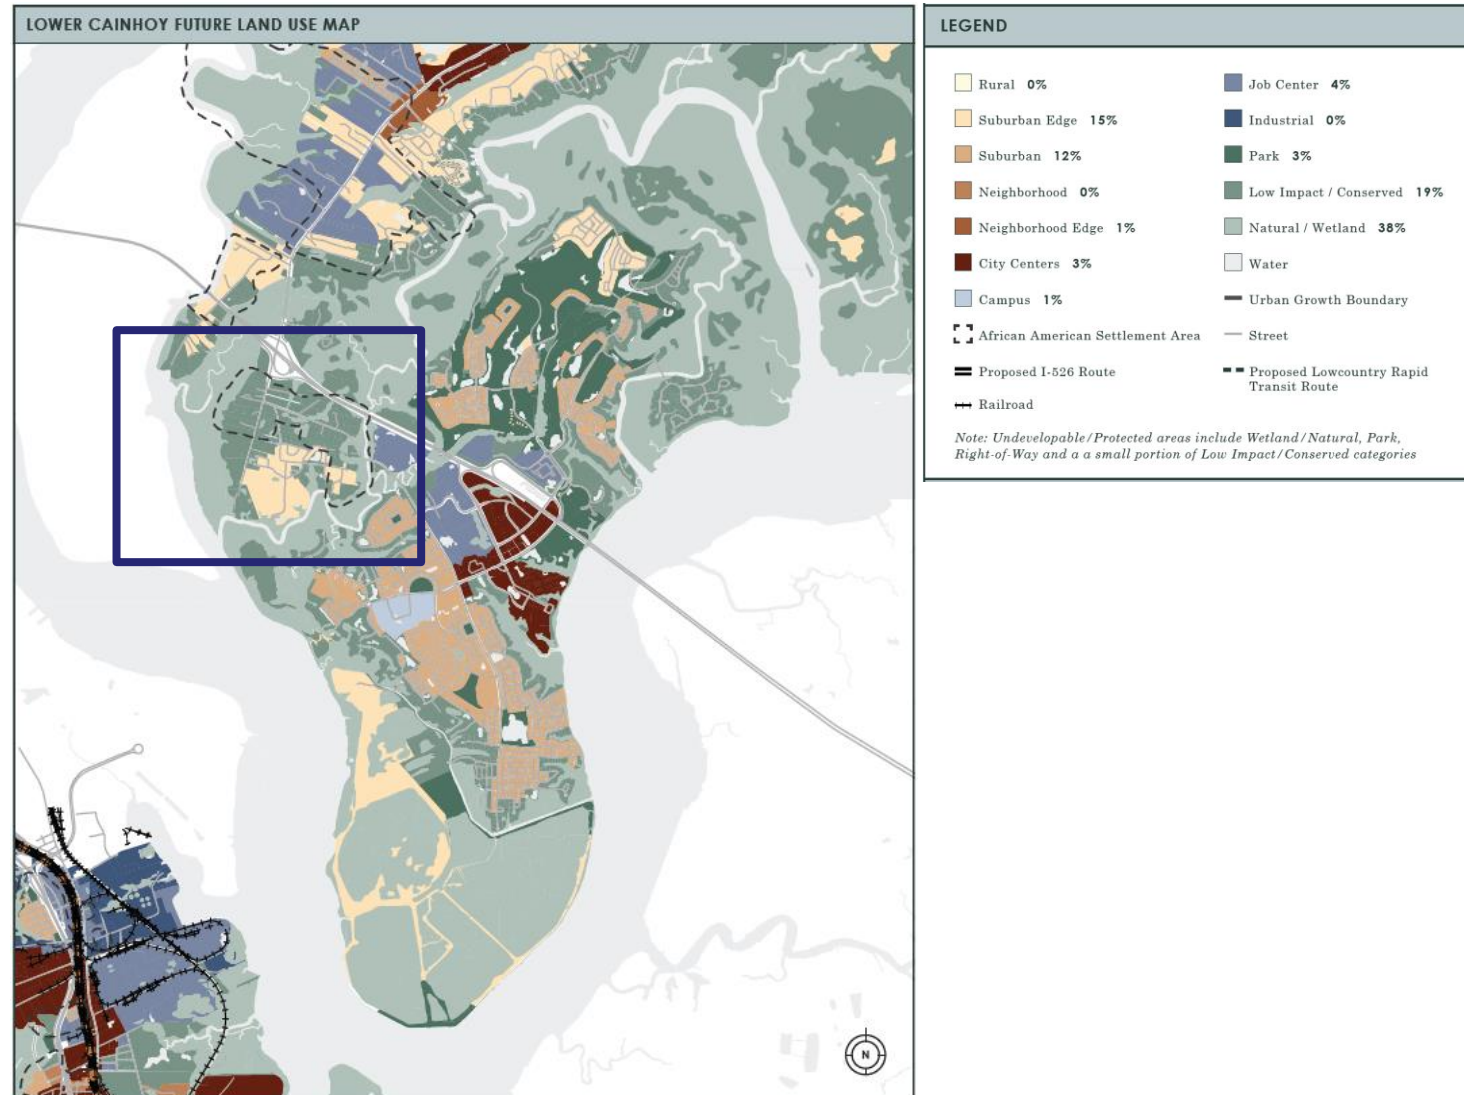 LOWER CAINHOY FUTURE LAND USE MAP
LEGEND
Rural 0%
Suburban Edge 15%
Suburban 12%
Neighborhood 0%
Neighborhood Edge 1%
City Centers 3%
Campus 1%
African American Settlement Area
Proposed I-526 Route
Railroad
Job Center 4%
Industrial 0%
Park 3%
Low Impact / Conserved 19%
Natural / Wetland 38%
Water
Urban Growth Boundary
Street
Proposed Lowcountry Rapid
Transit Route
Note: Undevelopable/Protected areas include Wetland/Natural, Park,
Right-of-Way and a a small portion of Low Impact/Conserved categories
N